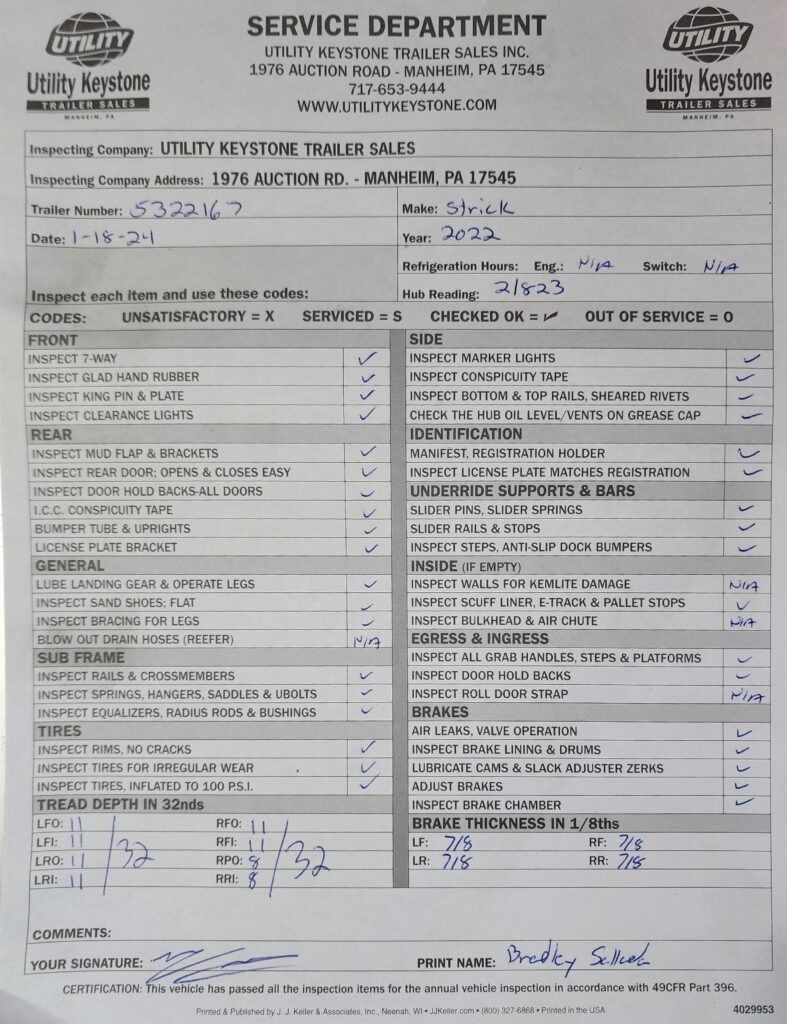 UTILITY
Utility Keystone
TRAILER SALES
MANHEIM, PA
SERVICE DEPARTMENT
UTILITY KEYSTONE TRAILER SALES INC.
1976 AUCTION ROAD - MANHEIM, PA 17545
717-653-9444
WWW.UTILITYKEYSTONE.COM
UTILITY
Utility Keystone
TRAILER SALES
MANHEIM, PA
Inspecting Company: UTILITY KEYSTONE TRAILER SALES
Inspecting Company Address: 1976 AUCTION RD. - MANHEIM, PA 17545
Trailer Number: 5322167
Make: Strick
Date: 1-18-24
Year: 2022
Refrigeration Hours: Eng.: N/A Switch: N/A
Inspect each item and use these codes:
Hub Reading: 21823
CODES: UNSATISFACTORY = X SERVICED = S CHECKED OK = ✓ OUT OF SERVICE = O
FRONT
INSPECT 7-WAY ✓
INSPECT GLAD HAND RUBBER ✓
INSPECT KING PIN & PLATE ✓
INSPECT CLEARANCE LIGHTS ✓
REAR
INSPECT MUD FLAP & BRACKETS ✓
INSPECT REAR DOOR; OPENS & CLOSES EASY ✓
INSPECT DOOR HOLD BACKS-ALL DOORS ✓
I.C.C. CONSPICUITY TAPE ✓
BUMPER TUBE & UPRIGHTS ✓
LICENSE PLATE BRACKET ✓
GENERAL
LUBE LANDING GEAR & OPERATE LEGS ✓
INSPECT SAND SHOES; FLAT ✓
INSPECT BRACING FOR LEGS ✓
BLOW OUT DRAIN HOSES (REEFER) N/A
SUB FRAME
INSPECT RAILS & CROSSMEMBERS ✓
INSPECT SPRINGS, HANGERS, SADDLES & UBOLTS ✓
INSPECT EQUALIZERS, RADIUS RODS & BUSHINGS ✓
TIRES
INSPECT RIMS, NO CRACKS ✓
INSPECT TIRES FOR IRREGULAR WEAR ✓
INSPECT TIRES, INFLATED TO 100 P.S.I. ✓
TREAD DEPTH IN 32nds
LFO: 11 RFO: 11
LFI: 11 /32 RFI: 11 /32
LRO: 11 RPO: 8
LRI: 11 RRI: 8
SIDE
INSPECT MARKER LIGHTS ✓
INSPECT CONSPICUITY TAPE ✓
INSPECT BOTTOM & TOP RAILS, SHEARED RIVETS ✓
CHECK THE HUB OIL LEVEL/VENTS ON GREASE CAP ✓
IDENTIFICATION
MANIFEST, REGISTRATION HOLDER ✓
INSPECT LICENSE PLATE MATCHES REGISTRATION ✓
UNDERRIDE SUPPORTS & BARS
SLIDER PINS, SLIDER SPRINGS ✓
SLIDER RAILS & STOPS ✓
INSPECT STEPS, ANTI-SLIP DOCK BUMPERS ✓
INSIDE (IF EMPTY)
INSPECT WALLS FOR KEMLITE DAMAGE N/A
INSPECT SCUFF LINER, E-TRACK & PALLET STOPS ✓
INSPECT BULKHEAD & AIR CHUTE N/A
EGRESS & INGRESS
INSPECT ALL GRAB HANDLES, STEPS & PLATFORMS ✓
INSPECT DOOR HOLD BACKS ✓
INSPECT ROLL DOOR STRAP N/A
BRAKES
AIR LEAKS, VALVE OPERATION ✓
INSPECT BRAKE LINING & DRUMS ✓
LUBRICATE CAMS & SLACK ADJUSTER ZERKS ✓
ADJUST BRAKES ✓
INSPECT BRAKE CHAMBER ✓
BRAKE THICKNESS IN 1/8ths
LF: 7/8 RF: 7/8
LR: 7/8 RR: 7/8
COMMENTS:
YOUR SIGNATURE:
PRINT NAME: Bradley
CERTIFICATION: This vehicle has passed all the inspection items for the annual vehicle inspection in accordance with 49CFR Part 396.
Printed & Published by J. J. Keller & Associates, Inc., Neenah, WI • JJKeller.com • (800) 327-6868 • Printed in the USA
4029953